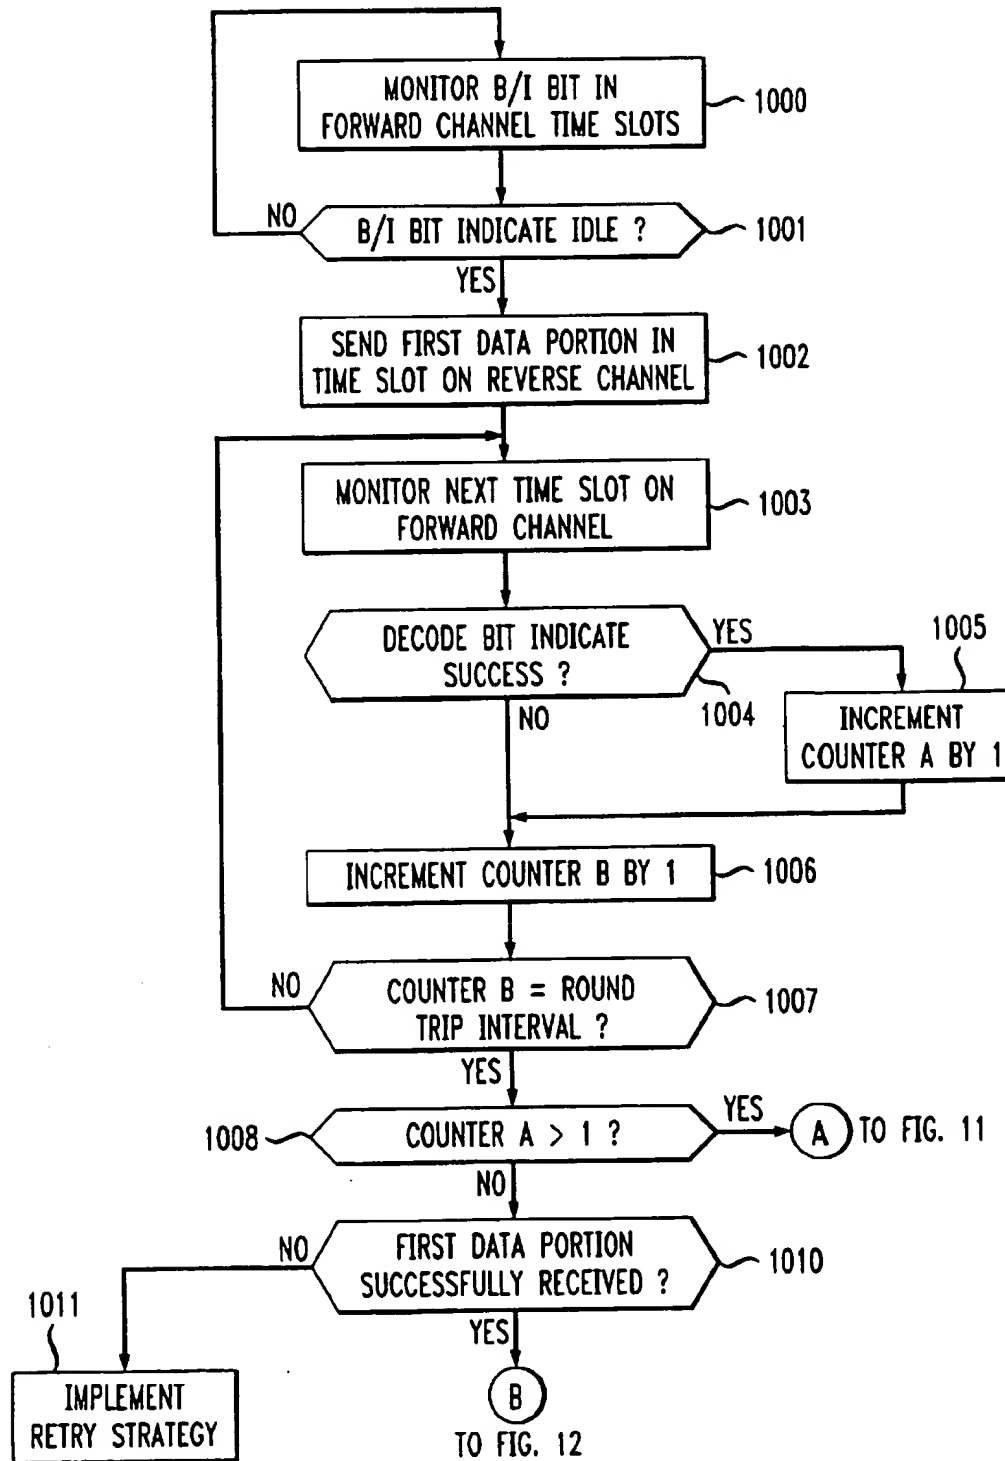 MONITOR B/I BIT IN
FORWARD CHANNEL TIME SLOTS
1000
NO
B/I BIT INDICATE IDLE ?
1001
YES
SEND FIRST DATA PORTION IN
TIME SLOT ON REVERSE CHANNEL
1002
MONITOR NEXT TIME SLOT ON
FORWARD CHANNEL
1003
DECODE BIT INDICATE
SUCCESS ?
YES
1004
1005
NO
INCREMENT
COUNTER A BY 1
INCREMENT COUNTER B BY 1
1006
NO
COUNTER B = ROUND
TRIP INTERVAL ?
1007
YES
1008
COUNTER A > 1 ?
YES
A
TO FIG. 11
NO
NO
FIRST DATA PORTION
SUCCESSFULLY RECEIVED ?
1010
1011
YES
IMPLEMENT
RETRY STRATEGY
B
TO FIG. 12